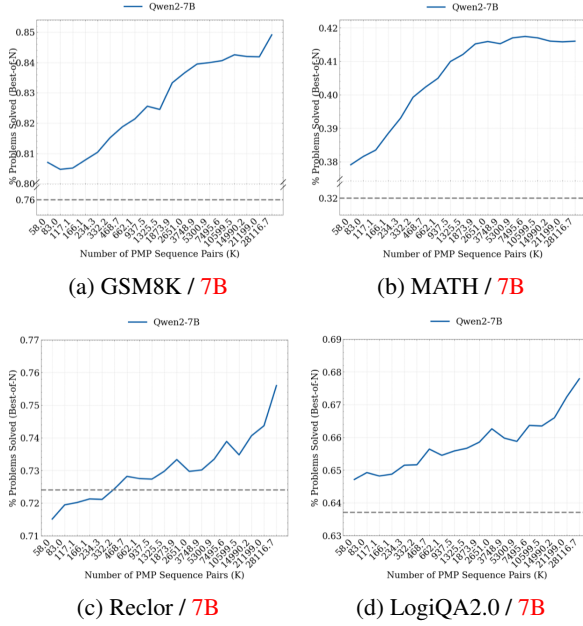 Qwen2-7B
% Problems Solved (Best-of-N)
0.85
0.84
0.83
0.82
0.81
0.80
0.76
58.0 83.0 117.1 166.1 234.3 332.2 468.7 662.1 937.5 1325.5 1873.9 2651.0 3748.9 5300.9 7495.6 10599.5 14990.2 21199.0 28116.7
Number of PMP Sequence Pairs (K)
(a) GSM8K / 7B
Qwen2-7B
% Problems Solved (Best-of-N)
0.42
0.41
0.40
0.39
0.38
0.32
58.0 83.0 117.1 166.1 234.3 332.2 468.7 662.1 937.5 1325.5 1873.9 2651.0 3748.9 5300.9 7495.6 10599.5 14990.2 21199.0 28116.7
Number of PMP Sequence Pairs (K)
(b) MATH / 7B
Qwen2-7B
% Problems Solved (Best-of-N)
0.77
0.76
0.75
0.74
0.73
0.72
0.71
58.0 83.0 117.1 166.1 234.3 332.2 468.7 662.1 937.5 1325.5 1873.9 2651.0 3748.9 5300.9 7495.6 10599.5 14990.2 21199.0 28116.7
Number of PMP Sequence Pairs (K)
(c) Reclor / 7B
Qwen2-7B
% Problems Solved (Best-of-N)
0.69
0.68
0.67
0.66
0.65
0.64
0.63
58.0 83.0 117.1 166.1 234.3 332.2 468.7 662.1 937.5 1325.5 1873.9 2651.0 3748.9 5300.9 7495.6 10599.5 14990.2 21199.0 28116.7
Number of PMP Sequence Pairs (K)
(d) LogiQA2.0 / 7B